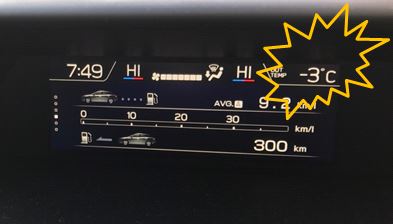 7:49 HI HI OUT TEMP -3°C
AVG. A 9.2 km/l
0 10 20 30 km/l
300 km